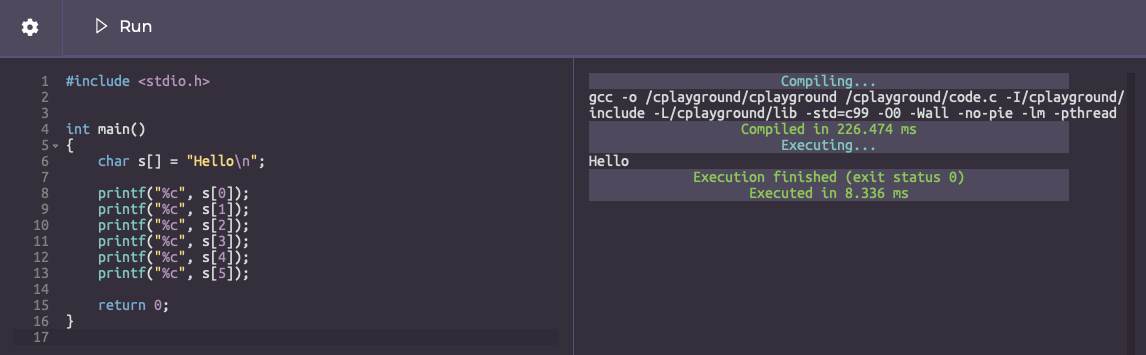 Run
1 #include <stdio.h>
2
3
4 int main()
5 {
6     char s[] = "Hello\n";
7
8     printf("%c", s[0]);
9     printf("%c", s[1]);
10     printf("%c", s[2]);
11     printf("%c", s[3]);
12     printf("%c", s[4]);
13     printf("%c", s[5]);
14
15     return 0;
16 }
17
Compiling...
gcc -o /cplayground/cplayground /cplayground/code.c -I/cplayground/
include -L/cplayground/lib -std=c99 -O0 -Wall -no-pie -lm -pthread
Compiled in 226.474 ms
Executing...
Hello
Execution finished (exit status 0)
Executed in 8.336 ms